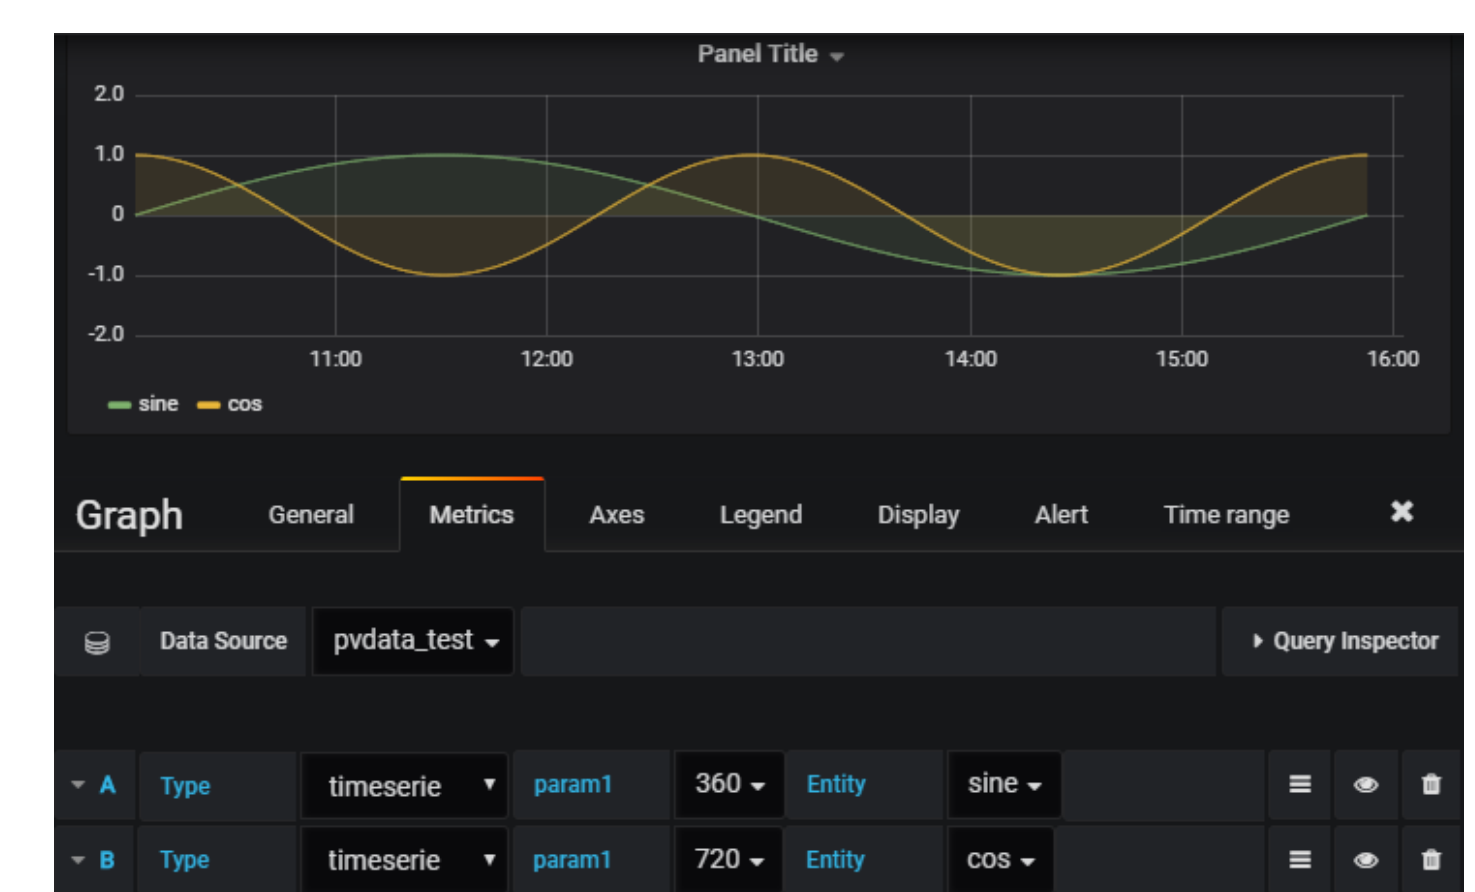 Panel Title
2.0
1.0
0
-1.0
-2.0
11:00 12:00 13:00 14:00 15:00 16:00
sine cos
Graph General Metrics Axes Legend Display Alert Time range
Data Source pvdata_test Query Inspector
A Type timeserie param1 360 Entity sine
B Type timeserie param1 720 Entity cos